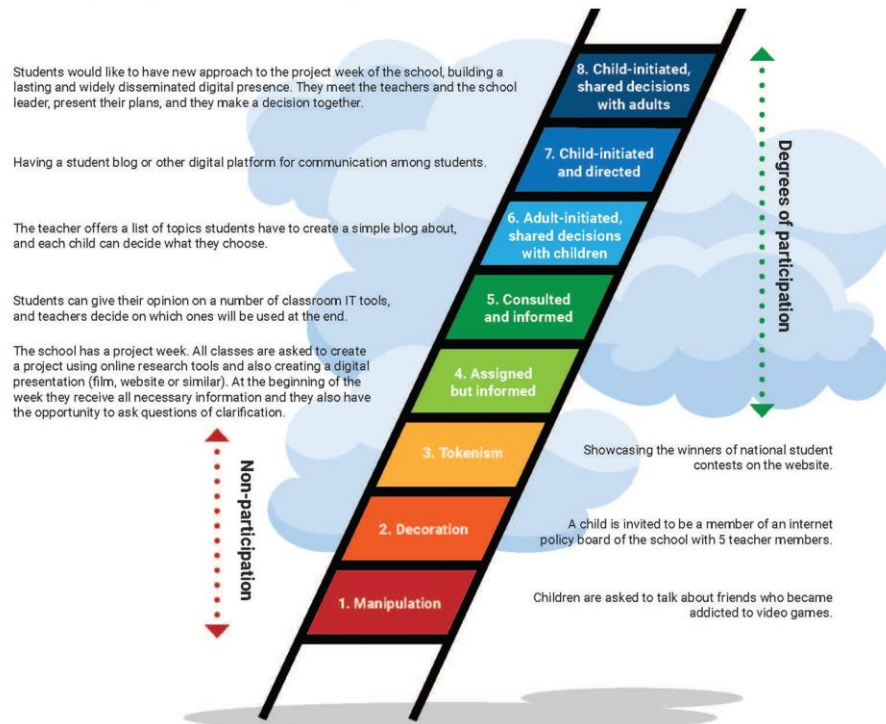 Students would like to have new approach to the project week of the school, building a
lasting and widely disseminated digital presence. They meet the teachers and the school
leader, present their plans, and they make a decision together.
8. Child-initiated,
shared decisions
with adults
Having a student blog or other digital platform for communication among students.
7. Child-initiated
and directed
The teacher offers a list of topics students have to create a simple blog about,
and each child can decide what they choose.
6. Adult-initiated,
shared decisions
with children
Students can give their opinion on a number of classroom IT tools,
and teachers decide on which ones will be used at the end.
5. Consulted
and informed
The school has a project week. All classes are asked to create
a project using online research tools and also creating a digital
presentation (film, website or similar). At the beginning of the
week they receive all necessary information and they also have
the opportunity to ask questions of clarification.
4. Assigned
but informed
Degrees of participation
3. Tokenism
Showcasing the winners of national student
contests on the website.
2. Decoration
A child is invited to be a member of an internet
policy board of the school with 5 teacher members.
1. Manipulation
Children are asked to talk about friends who became
addicted to video games.
Non-participation